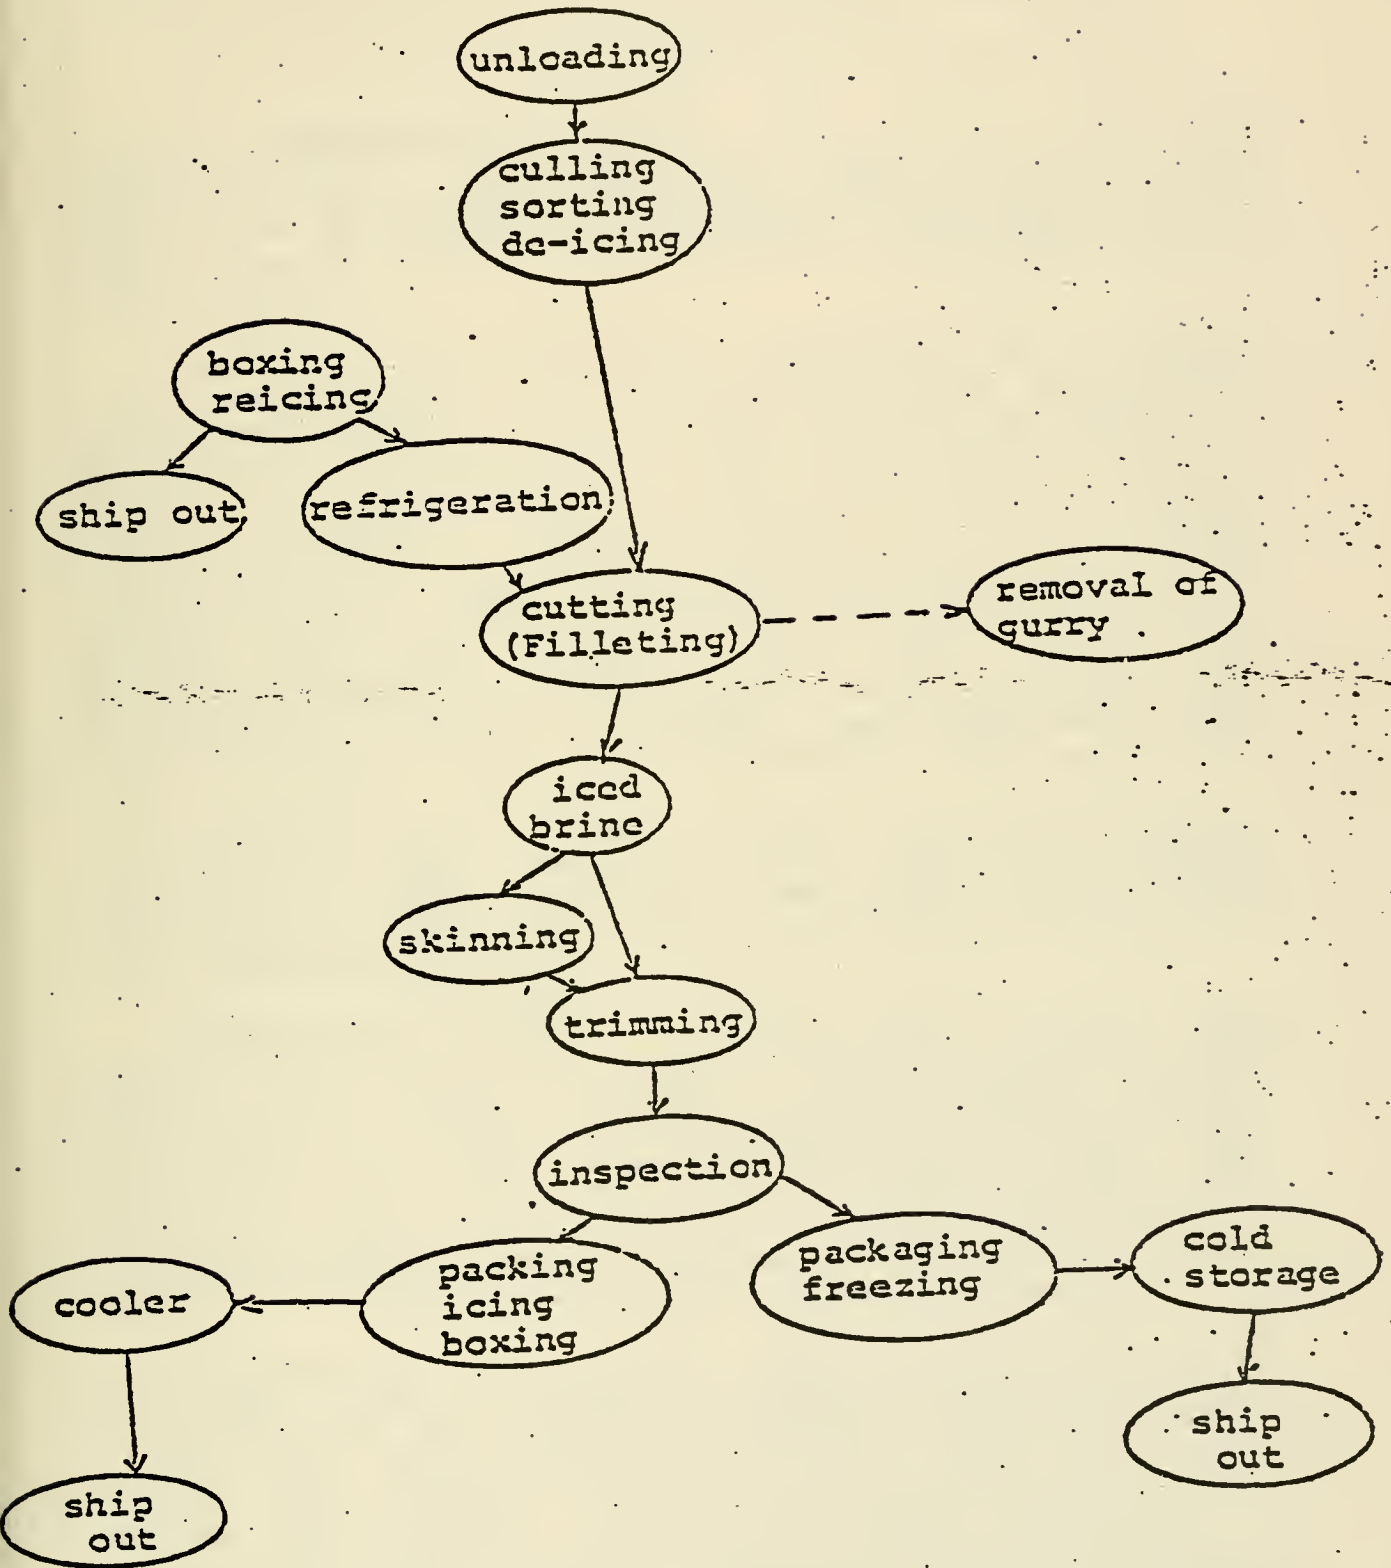 unloading
culling
sorting
de-icing
boxing
reicing
ship out
refrigeration
cutting
(Filleting)
removal of
gurry
iced
brine
skinning
trimming
inspection
packing
icing
boxing
cooler
packaging
freezing
cold
storage
ship
out
ship
out